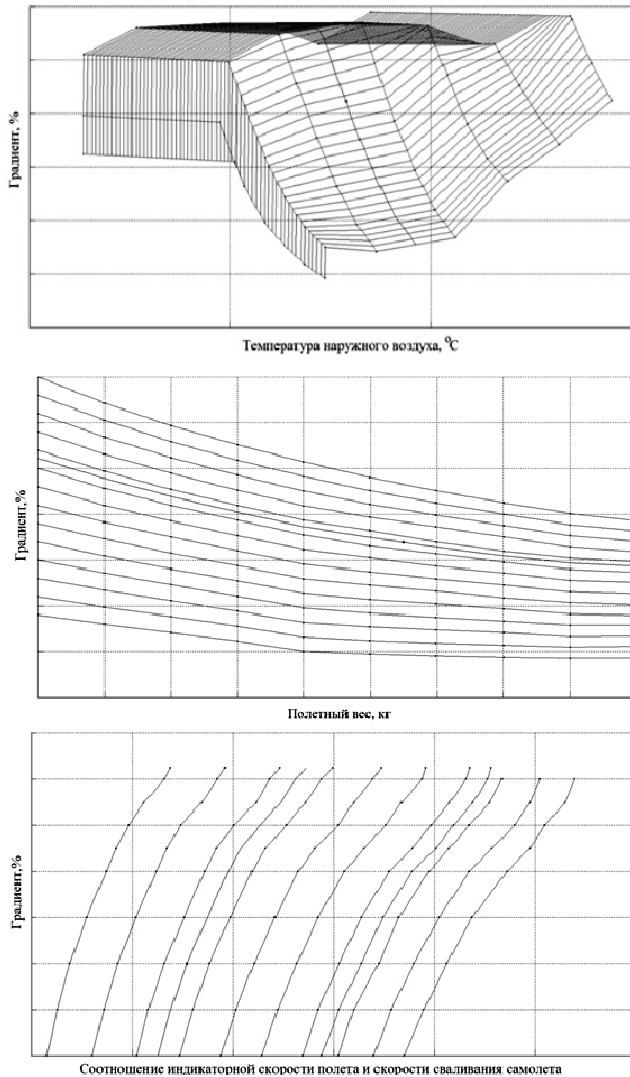 Градиент, %
Температура наружного воздуха, °С
Градиент,%
Полетный вес, кг
Градиент,%
Соотношение индикаторной скорости полета и скорости сваливания самолета